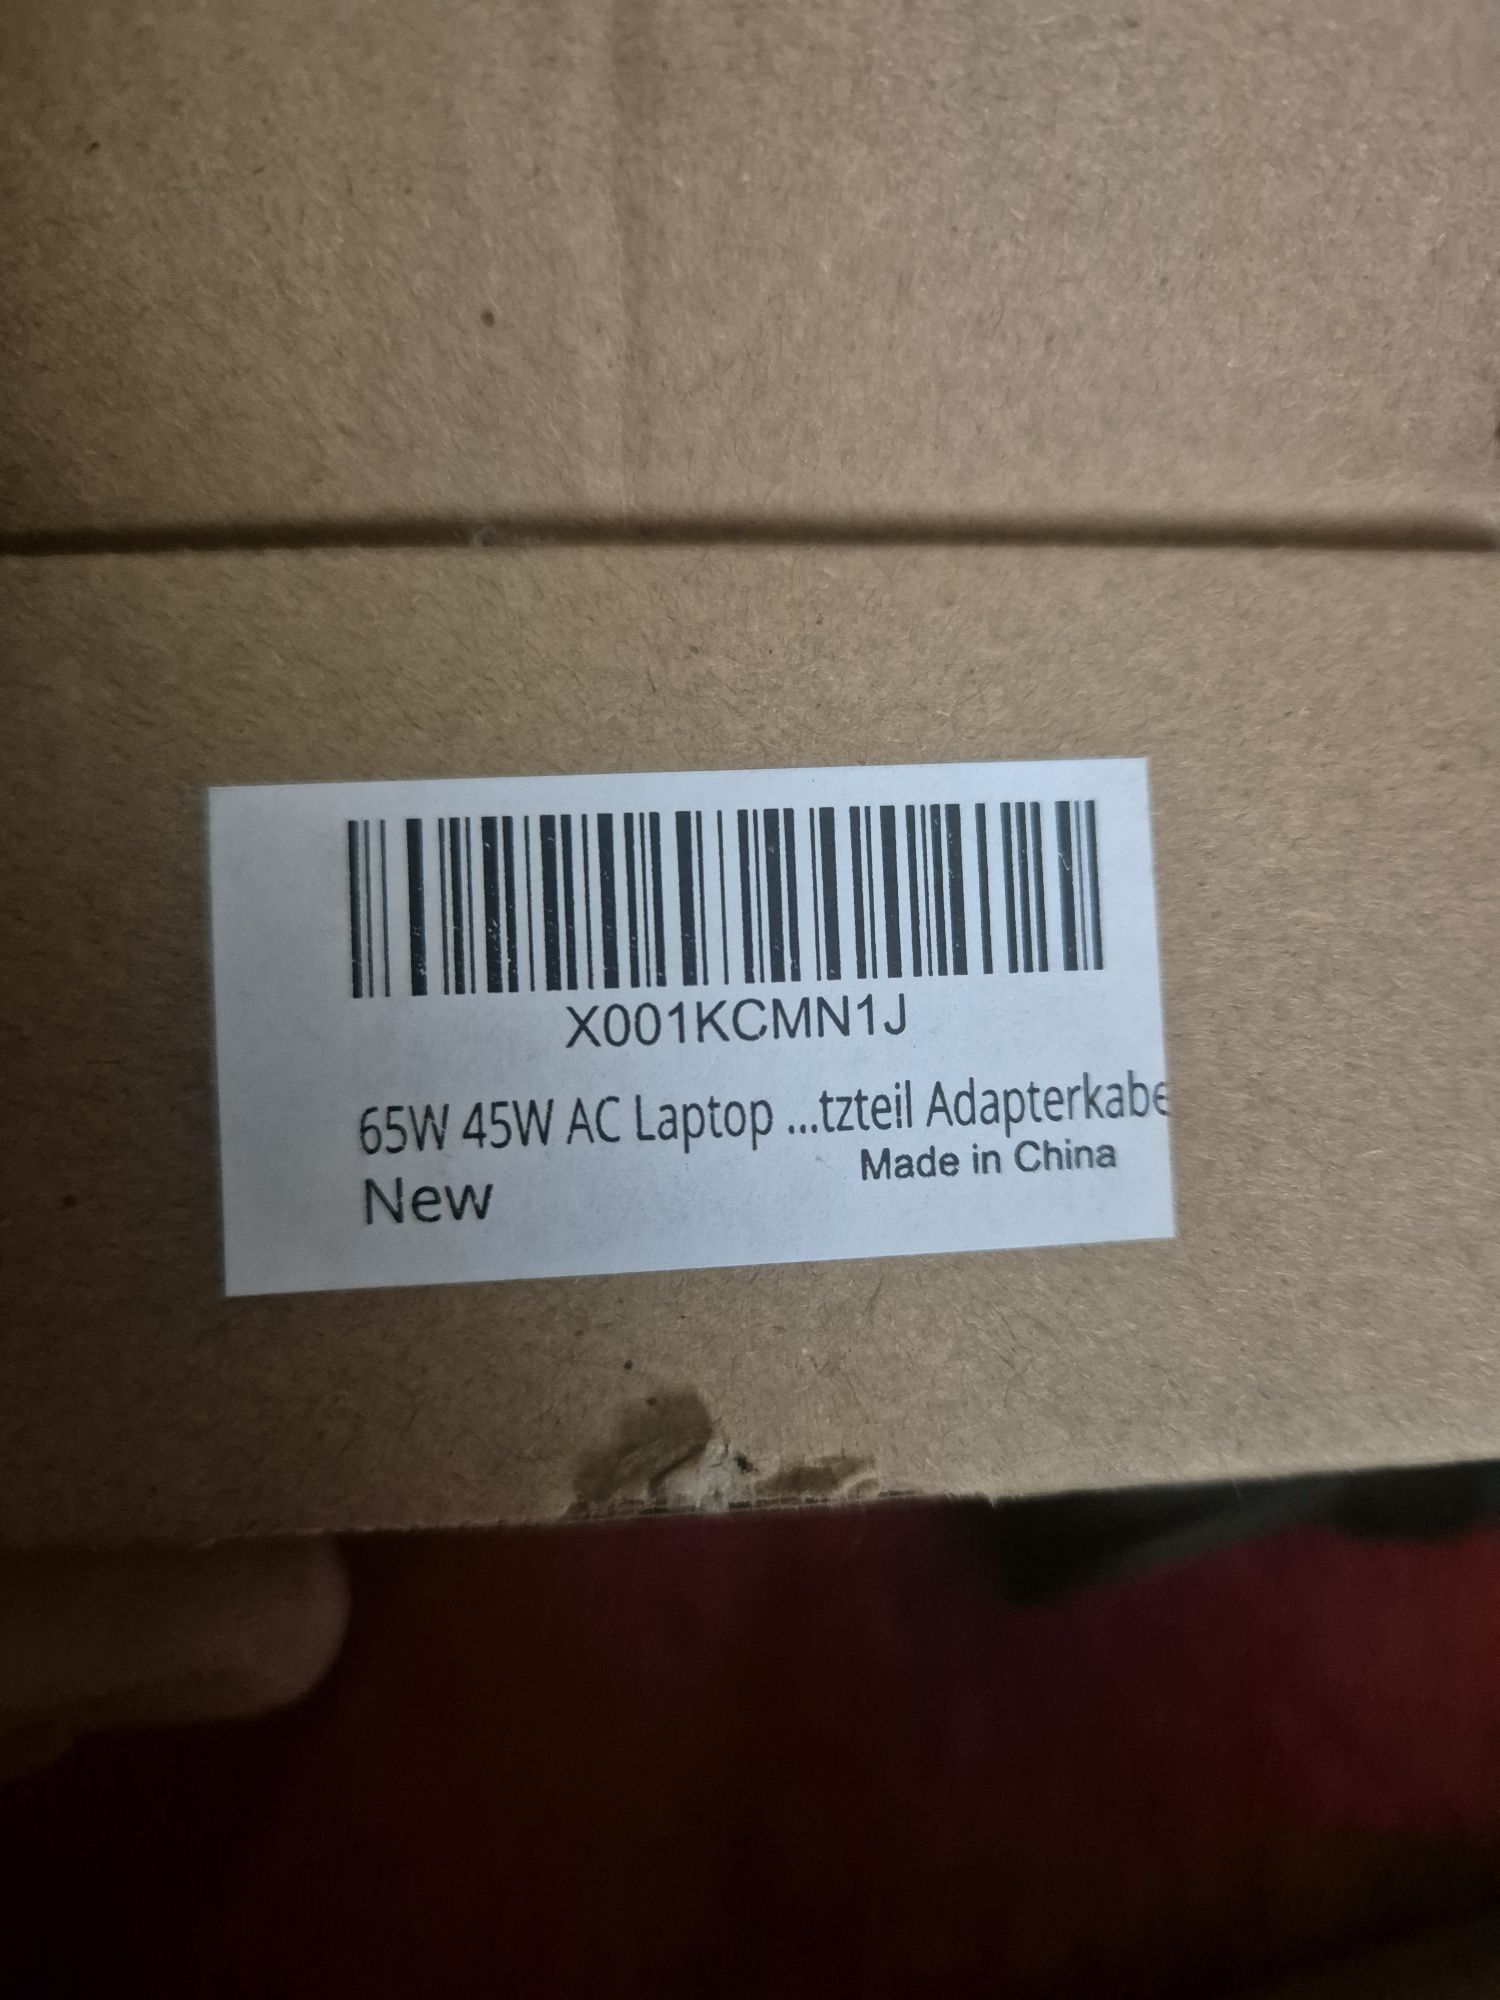 X001KCMN1J
65W 45W AC Laptop ...tzteil Adapterkabe
Made in China
New